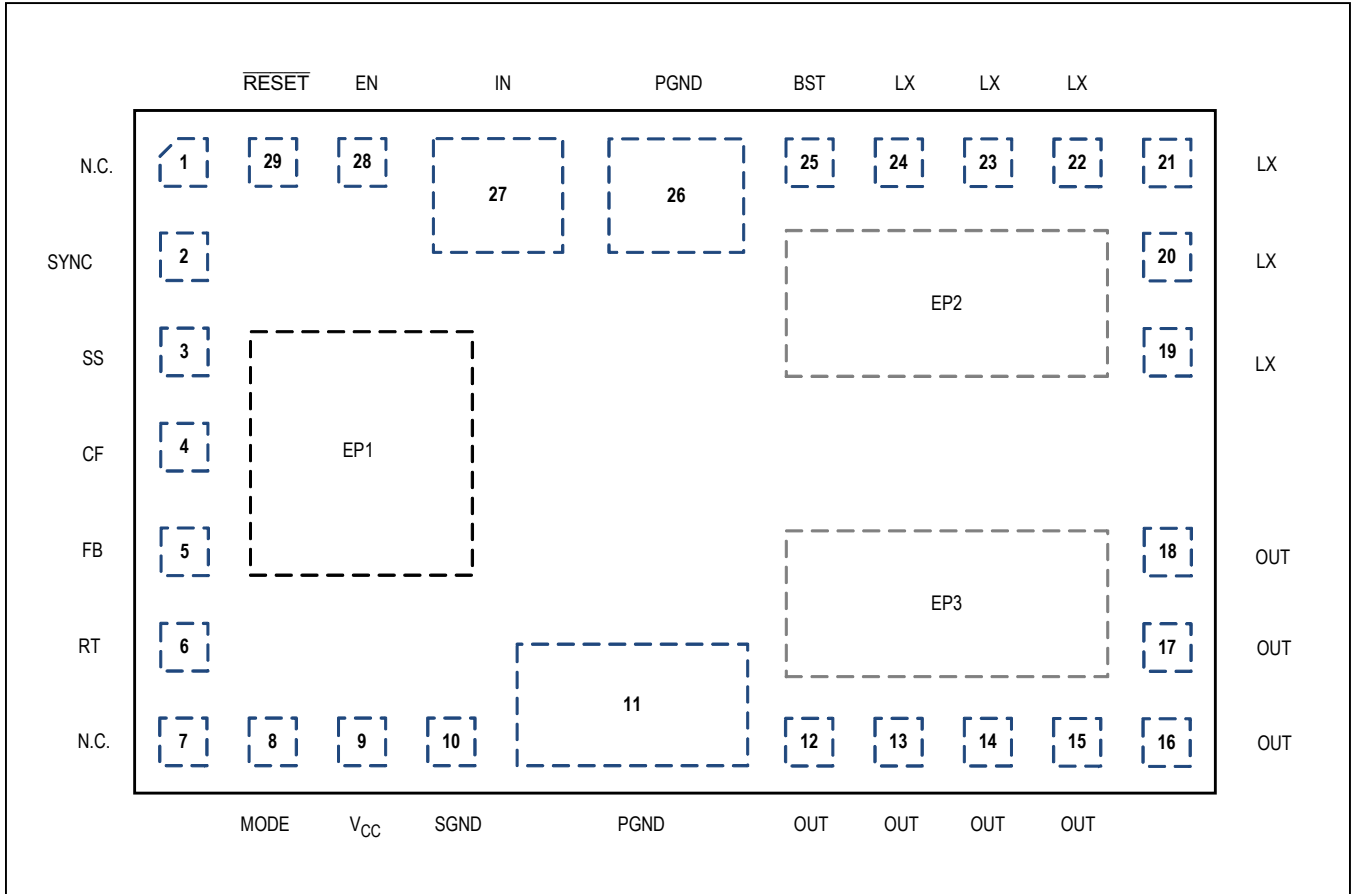 RESET EN IN PGND BST LX LX LX
N.C. 1 29 28 27 26 25 24 23 22 21 LX
SYNC 2 20 LX
EP2
SS 3 19 LX
CF 4 EP1
FB 5 18 OUT
EP3
RT 6 17 OUT
11
N.C. 7 8 9 10 12 13 14 15 16 OUT
MODE VCC SGND PGND OUT OUT OUT OUT